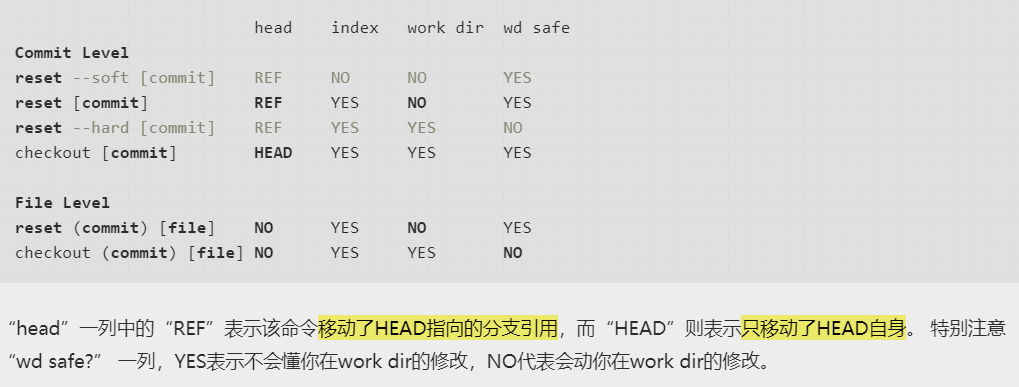 head index work dir wd safe
Commit Level
reset --soft [commit] REF NO NO YES
reset [commit] REF YES NO YES
reset --hard [commit] REF YES YES NO
checkout [commit] HEAD YES YES YES
File Level
reset (commit) [file] NO YES NO YES
checkout (commit) [file] NO YES YES NO
“head”一列中的“REF”表示该命令移动了HEAD指向的分支引用，而“HEAD”则表示只移动了HEAD自身。 特别注意
“wd safe?” 一列，YES表示不会懂你在work dir的修改，NO代表会动你在work dir的修改。